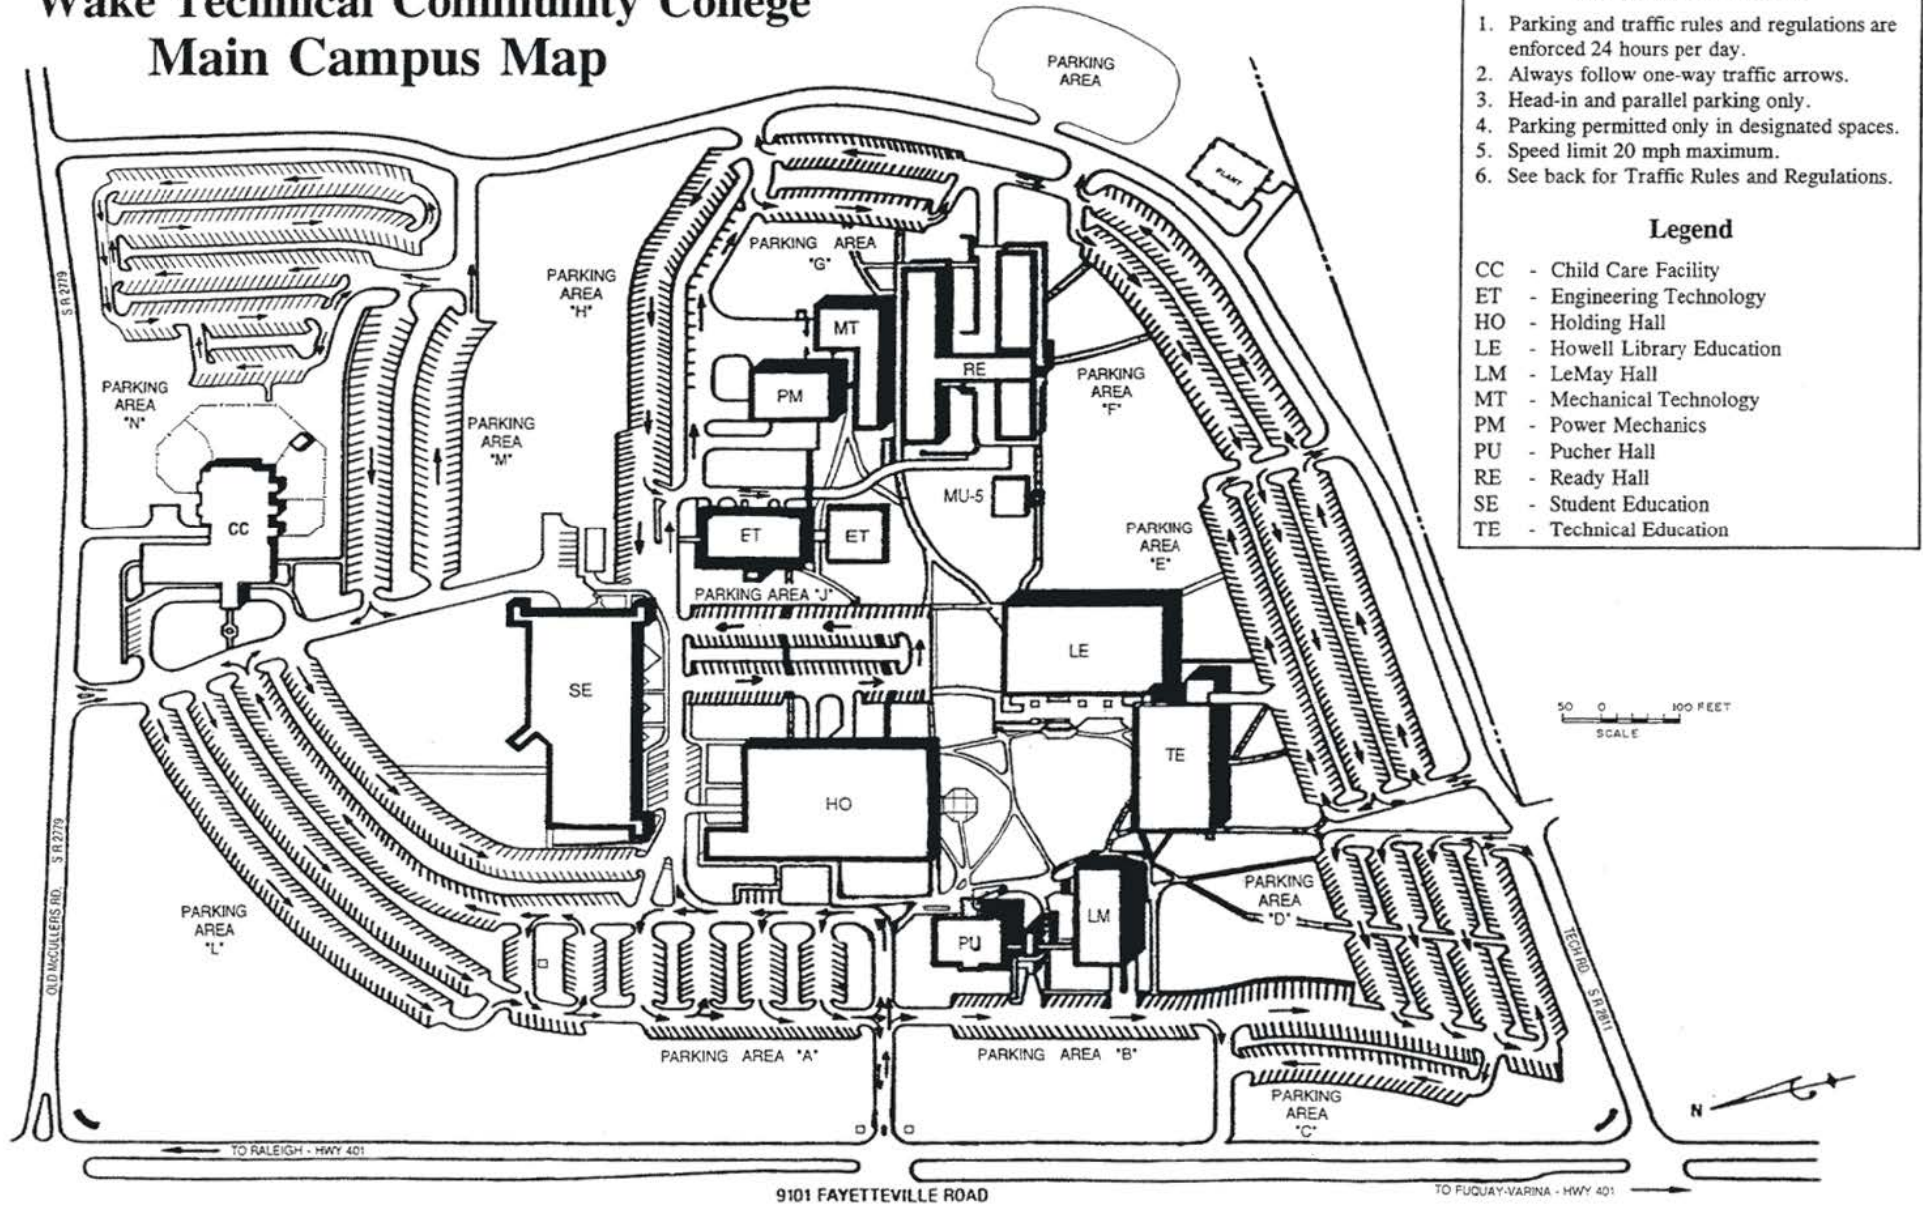 Wake Technical Community College
Main Campus Map
1. Parking and traffic rules and regulations are
enforced 24 hours per day.
2. Always follow one-way traffic arrows.
3. Head-in and parallel parking only.
4. Parking permitted only in designated spaces.
5. Speed limit 20 mph maximum.
6. See back for Traffic Rules and Regulations.
Legend
CC - Child Care Facility
ET - Engineering Technology
HO - Holding Hall
LE - Howell Library Education
LM - LeMay Hall
MT - Mechanical Technology
PM - Power Mechanics
PU - Pucher Hall
RE - Ready Hall
SE - Student Education
TE - Technical Education
PARKING
AREA
PLANT
PARKING AREA
"G"
PARKING
AREA
"H"
S R 2779
MT
RE
PM
PARKING
AREA
"F"
PARKING
AREA
"N"
PARKING
AREA
"M"
MU-5
CC
ET
ET
PARKING
AREA
"E"
PARKING AREA "J"
LE
SE
50 0 100 FEET
SCALE
TE
HO
OLD McCULLERS RD. S R 2779
PARKING
AREA
"L"
PARKING
AREA
"D"
LM
PU
TECH RD. S R 2811
PARKING AREA "A"
PARKING AREA "B"
PARKING
AREA
"C"
N
TO RALEIGH - HWY 401
9101 FAYETTEVILLE ROAD
TO FUQUAY-VARINA - HWY 401